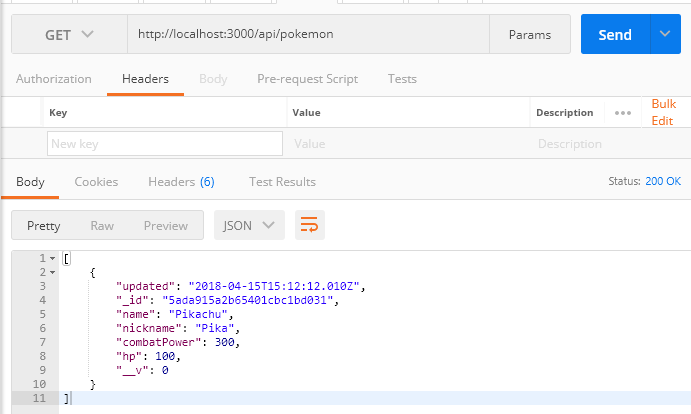 GET http://localhost:3000/api/pokemon Params Send
Authorization Headers Body Pre-request Script Tests
Key Value Description ••• Bulk Edit
New key Value Description
Body Cookies Headers (6) Test Results Status: 200 OK
Pretty Raw Preview JSON
1 [
2 {
3 "updated": "2018-04-15T15:12:12.010Z",
4 "_id": "5ada915a2b65401cbc1bd031",
5 "name": "Pikachu",
6 "nickname": "Pika",
7 "combatPower": 300,
8 "hp": 100,
9 "__v": 0
10 }
11 ]